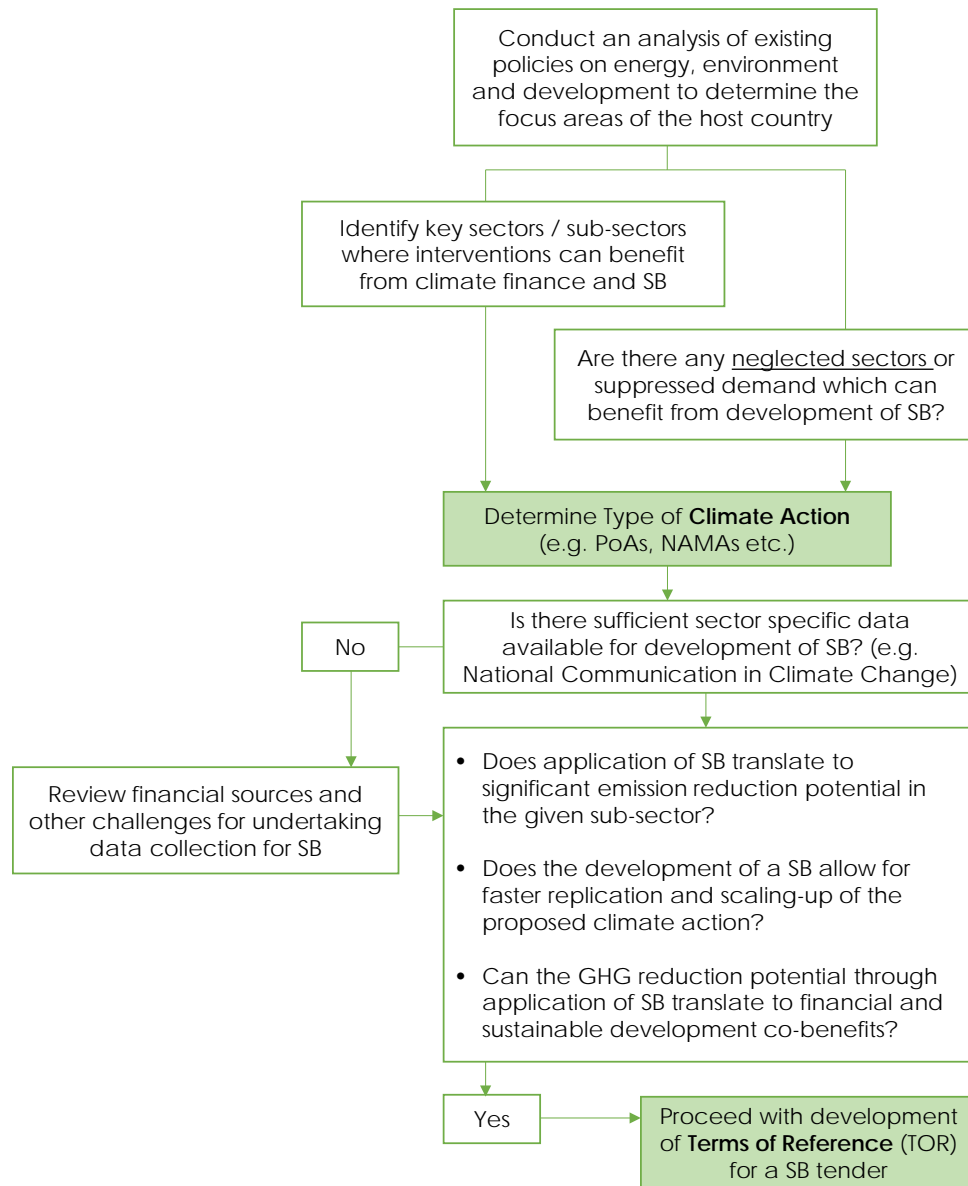 Conduct an analysis of existing
policies on energy, environment
and development to determine the
focus areas of the host country
Identify key sectors / sub-sectors
where interventions can benefit
from climate finance and SB
Are there any neglected sectors or
suppressed demand which can
benefit from development of SB?
Determine Type of Climate Action
(e.g. PoAs, NAMAs etc.)
Is there sufficient sector specific data
available for development of SB? (e.g.
National Communication in Climate Change)
No
Review financial sources and
other challenges for undertaking
data collection for SB
• Does application of SB translate to
significant emission reduction potential in
the given sub-sector?
• Does the development of a SB allow for
faster replication and scaling-up of the
proposed climate action?
• Can the GHG reduction potential through
application of SB translate to financial and
sustainable development co-benefits?
Yes
Proceed with development
of Terms of Reference (TOR)
for a SB tender